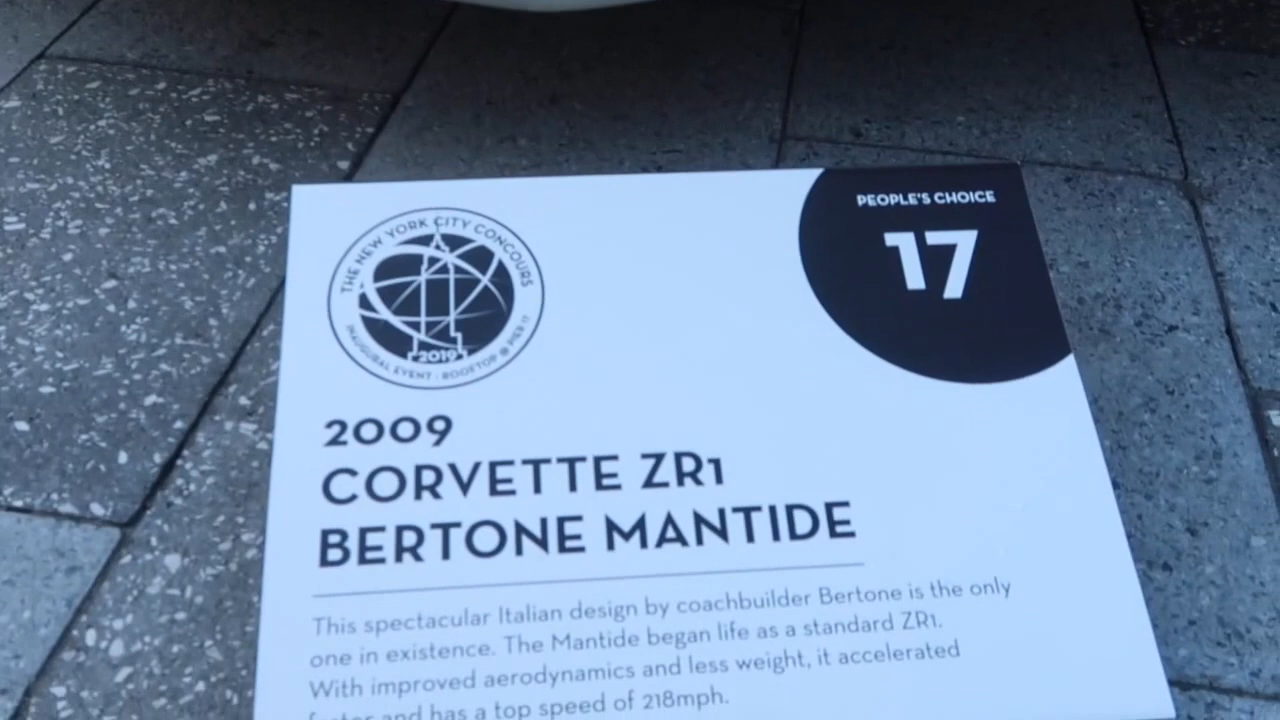 THE NEW YORK CITY CONCOURS
2019
INAUGURAL EVENT · ROOFTOP @ PIER 17
PEOPLE'S CHOICE
17
2009
CORVETTE ZR1
BERTONE MANTIDE
This spectacular Italian design by coachbuilder Bertone is the only
one in existence. The Mantide began life as a standard ZR1.
With improved aerodynamics and less weight, it accelerated
faster and has a top speed of 218mph.